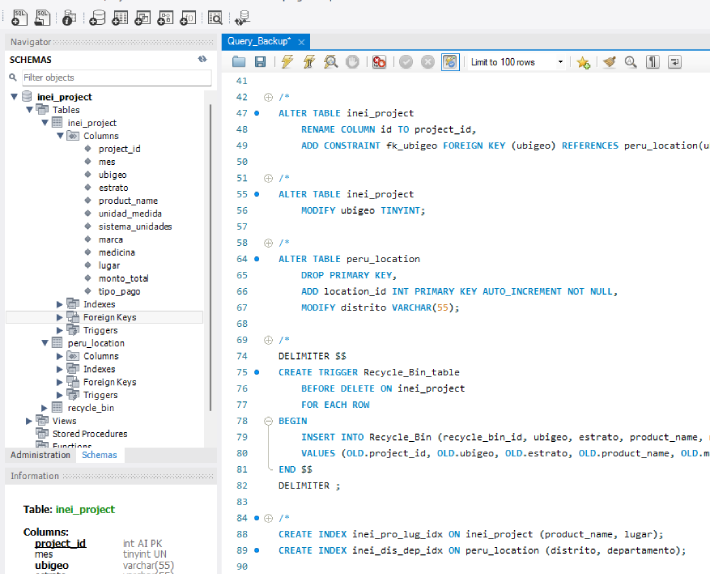 Navigator
SCHEMAS
Filter objects
inei_project
Tables
inei_project
Columns
project_id
mes
ubigeo
estrato
product_name
unidad_medida
sistema_unidades
marca
medicina
lugar
monto_total
tipo_pago
Indexes
Foreign Keys
Triggers
peru_location
Columns
Indexes
Foreign Keys
Triggers
recycle_bin
Views
Stored Procedures
Functions
Administration Schemas
Information
Table: inei_project
Columns:
project_id int AI PK
mes tinyint UN
ubigeo varchar(55)
Query_Backup*
Limit to 100 rows
41
42 /*
47 ALTER TABLE inei_project
48 RENAME COLUMN id TO project_id,
49 ADD CONSTRAINT fk_ubigeo FOREIGN KEY (ubigeo) REFERENCES peru_location(u
50
51 /*
55 ALTER TABLE inei_project
56 MODIFY ubigeo TINYINT;
57
58 /*
64 ALTER TABLE peru_location
65 DROP PRIMARY KEY,
66 ADD location_id INT PRIMARY KEY AUTO_INCREMENT NOT NULL,
67 MODIFY distrito VARCHAR(55);
68
69 /*
74 DELIMITER $$
75 CREATE TRIGGER Recycle_Bin_table
76 BEFORE DELETE ON inei_project
77 FOR EACH ROW
78 BEGIN
79 INSERT INTO Recycle_Bin (recycle_bin_id, ubigeo, estrato, product_name,
80 VALUES (OLD.project_id, OLD.ubigeo, OLD.estrato, OLD.product_name, OLD.m
81 END $$
82 DELIMITER ;
83
84 /*
88 CREATE INDEX inei_pro_lug_idx ON inei_project (product_name, lugar);
89 CREATE INDEX inei_dis_dep_idx ON peru_location (distrito, departamento);
90